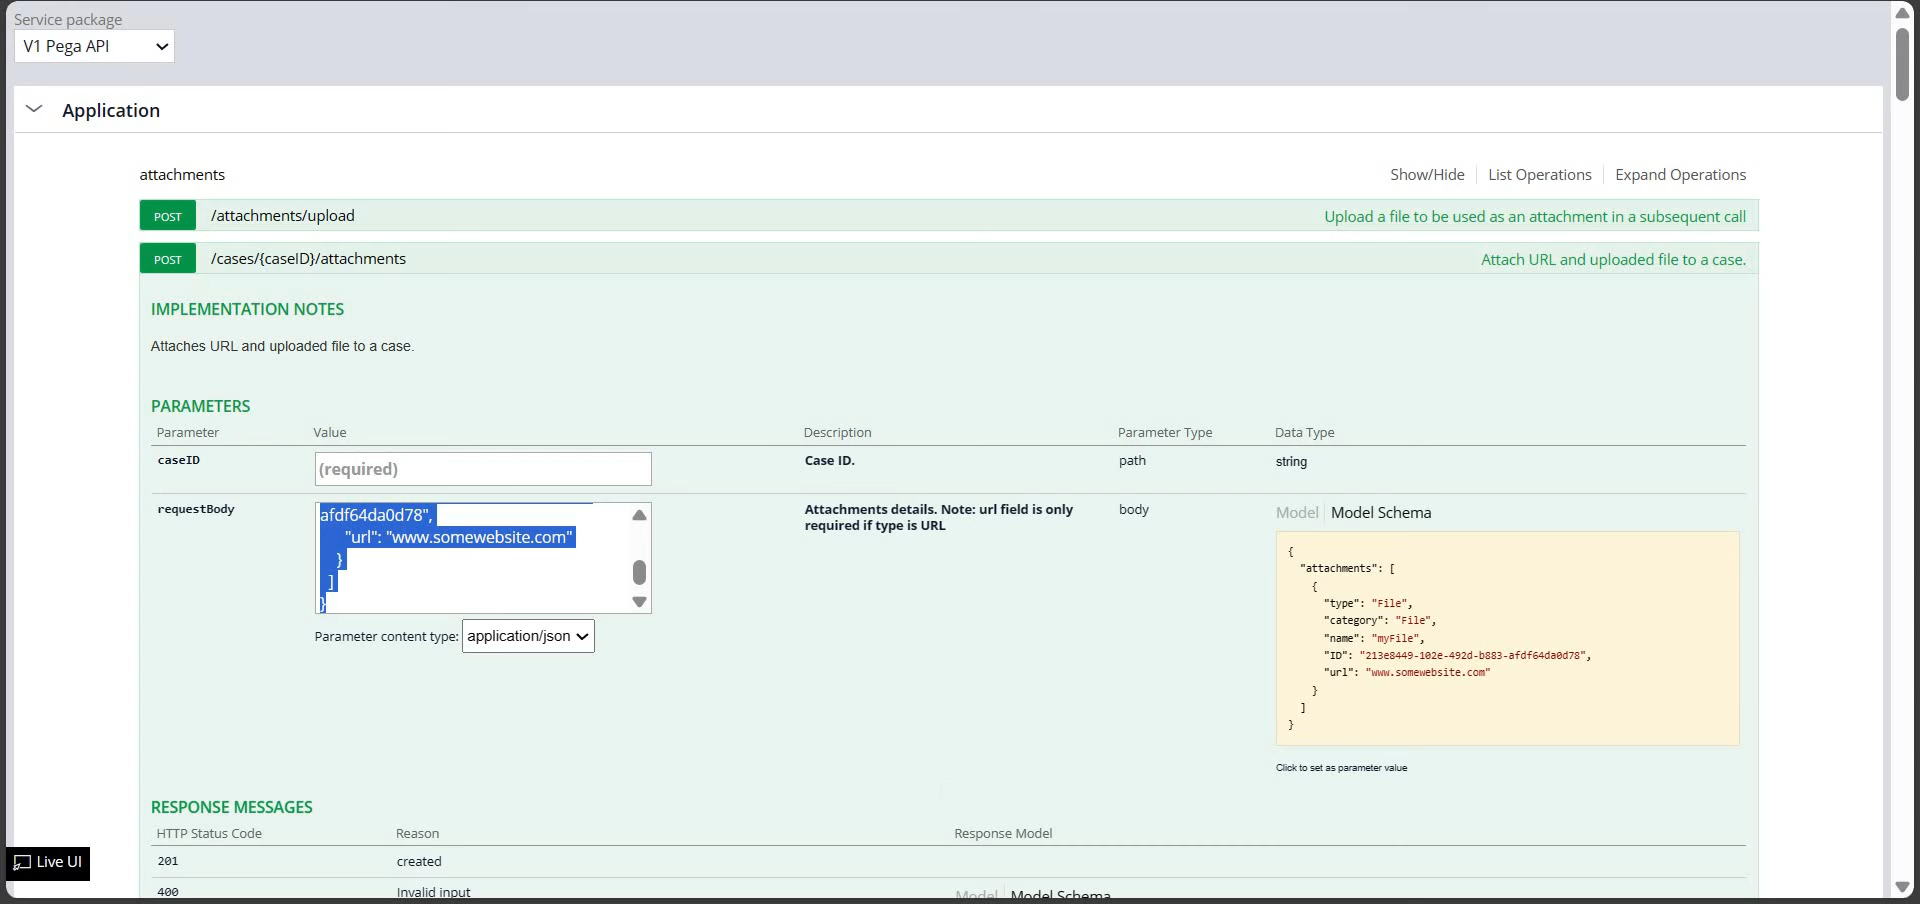 Service package
V1 Pega API
Application
attachments
Show/Hide
List Operations
Expand Operations
POST
/attachments/upload
Upload a file to be used as an attachment in a subsequent call
POST
/cases/{caseID}/attachments
Attach URL and uploaded file to a case.
IMPLEMENTATION NOTES
Attaches URL and uploaded file to a case.
PARAMETERS
Parameter
Value
Description
Parameter Type
Data Type
caseID
(required)
Case ID.
path
string
requestBody
afdf64da0d78",
"url": "www.somewebsite.com"
}
]
}
Parameter content type:
application/json
Attachments details. Note: url field is only
required if type is URL
body
Model
Model Schema
{
"attachments": [
{
"type": "File",
"category": "File",
"name": "myFile",
"ID": "213e8449-102e-492d-b883-afdf64da0d78",
"url": "www.somewebsite.com"
}
]
}
Click to set as parameter value
RESPONSE MESSAGES
HTTP Status Code
Reason
Response Model
201
created
400
Invalid input
Model
Model Schema
Live UI